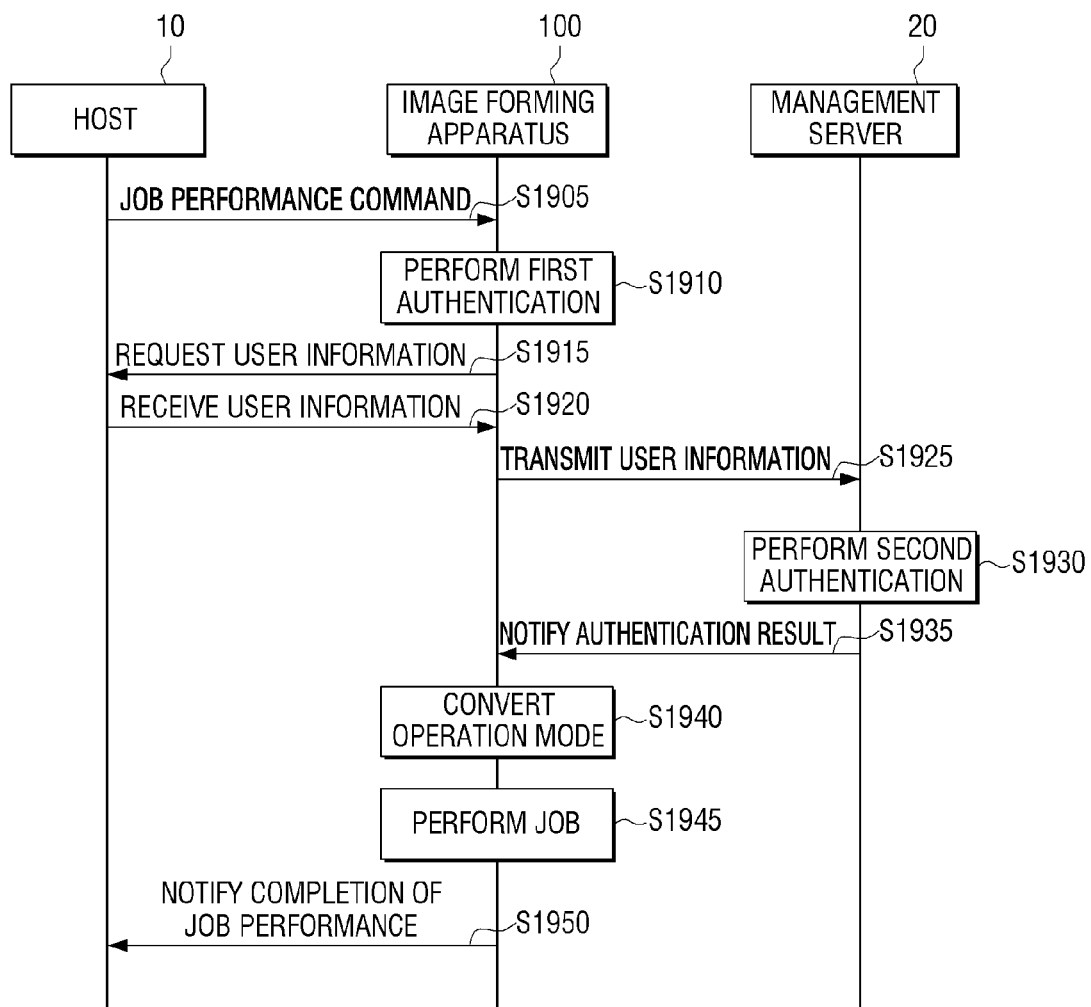 10
100
20
HOST
IMAGE FORMING
APPARATUS
MANAGEMENT
SERVER
JOB PERFORMANCE COMMAND
S1905
PERFORM FIRST
AUTHENTICATION
S1910
REQUEST USER INFORMATION
S1915
RECEIVE USER INFORMATION
S1920
TRANSMIT USER INFORMATION
S1925
PERFORM SECOND
AUTHENTICATION
S1930
NOTIFY AUTHENTICATION RESULT
S1935
CONVERT
OPERATION MODE
S1940
PERFORM JOB
S1945
NOTIFY COMPLETION OF
JOB PERFORMANCE
S1950